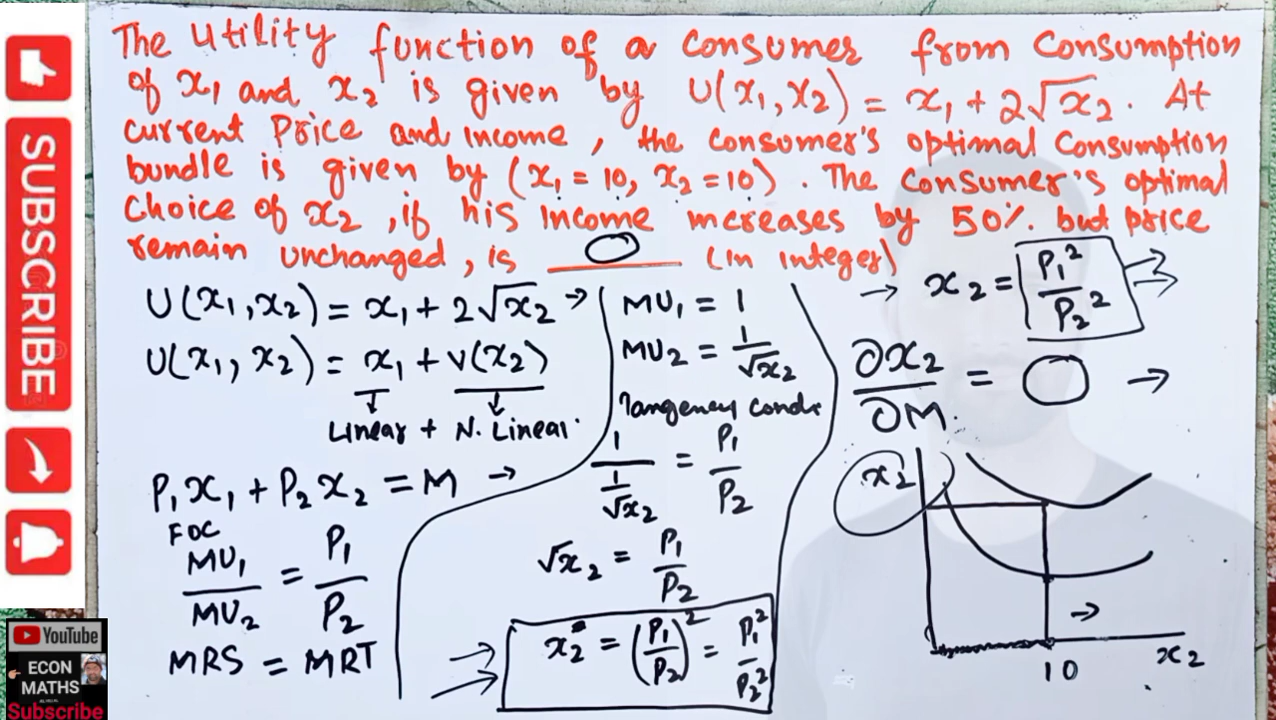 The Utility function of a consumer from Consumption
of x₁ and x₂ is given by U(x₁, x₂) = x₁ + 2√x₂. At
current Price and income, the consumer's optimal Consumption
bundle is given by (x₁ = 10, x₂ = 10). The Consumer's optimal
Choice of x₂, if his income increases by 50%. but price
remain unchanged, is 0 (in integer)
U(x₁, x₂) = x₁ + 2√x₂ →
U(x₁, x₂) = x₁ + v(x₂)
Linear + N. Linear.
P₁x₁ + P₂x₂ = M →
FOC
MU₁/MU₂ = P₁/P₂
MRS = MRT
MU₁ = 1
MU₂ = 1/√x₂
Tangency Condn
1/(1/√x₂) = P₁/P₂
√x₂ = P₁/P₂
x₂* = (P₁/P₂)² = P₁²/P₂²
→ x₂ = P₁²/P₂²
∂x₂/∂M. = 0 →
x₂
10 x₂
SUBSCRIBE
YouTube
ECON
MATHS
Subscribe